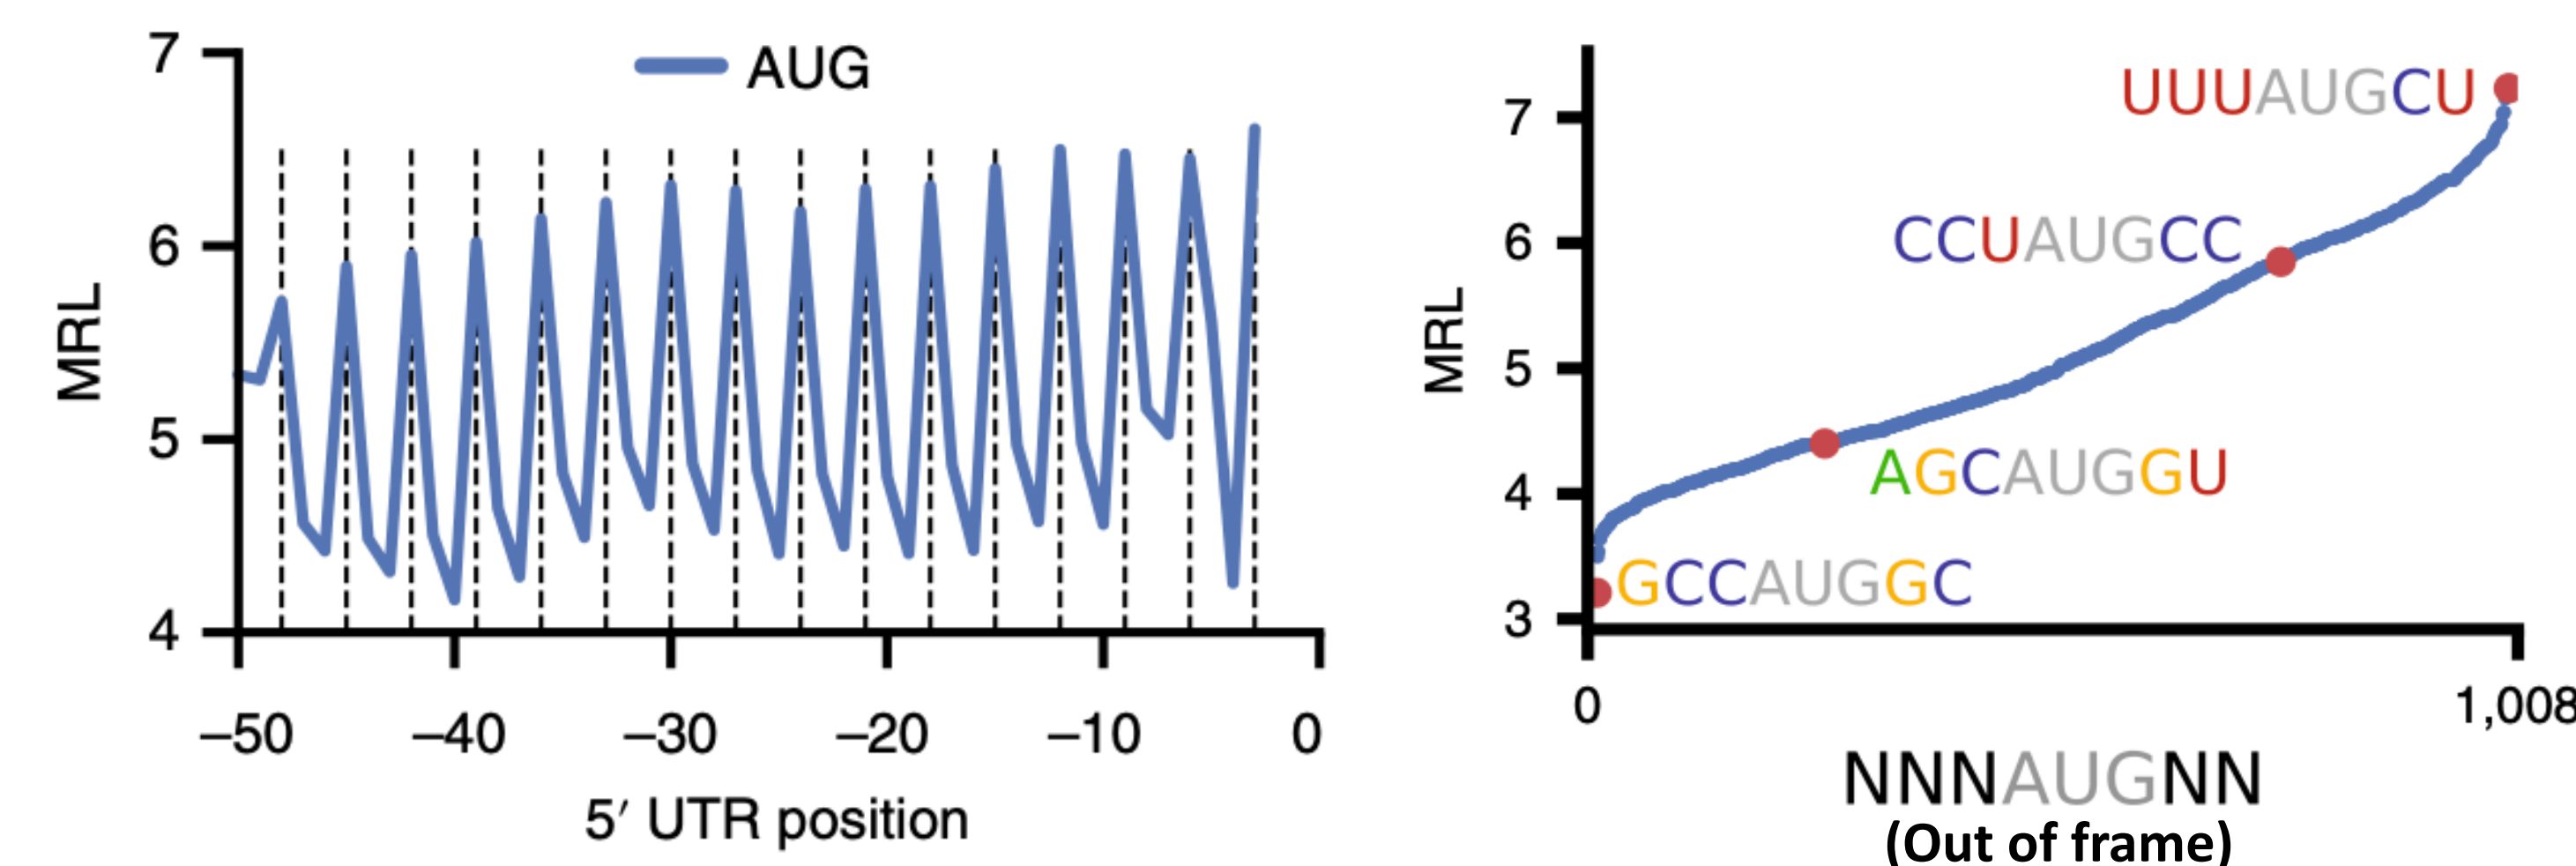 7
6
5
4
MRL
AUG
–50
–40
–30
–20
–10
0
5′ UTR position
7
6
5
4
3
MRL
UUUAUGCU
CCUAUGCC
AGCAUGGU
GCCAUGGC
0
1,008
NNNAUGNN
(Out of frame)